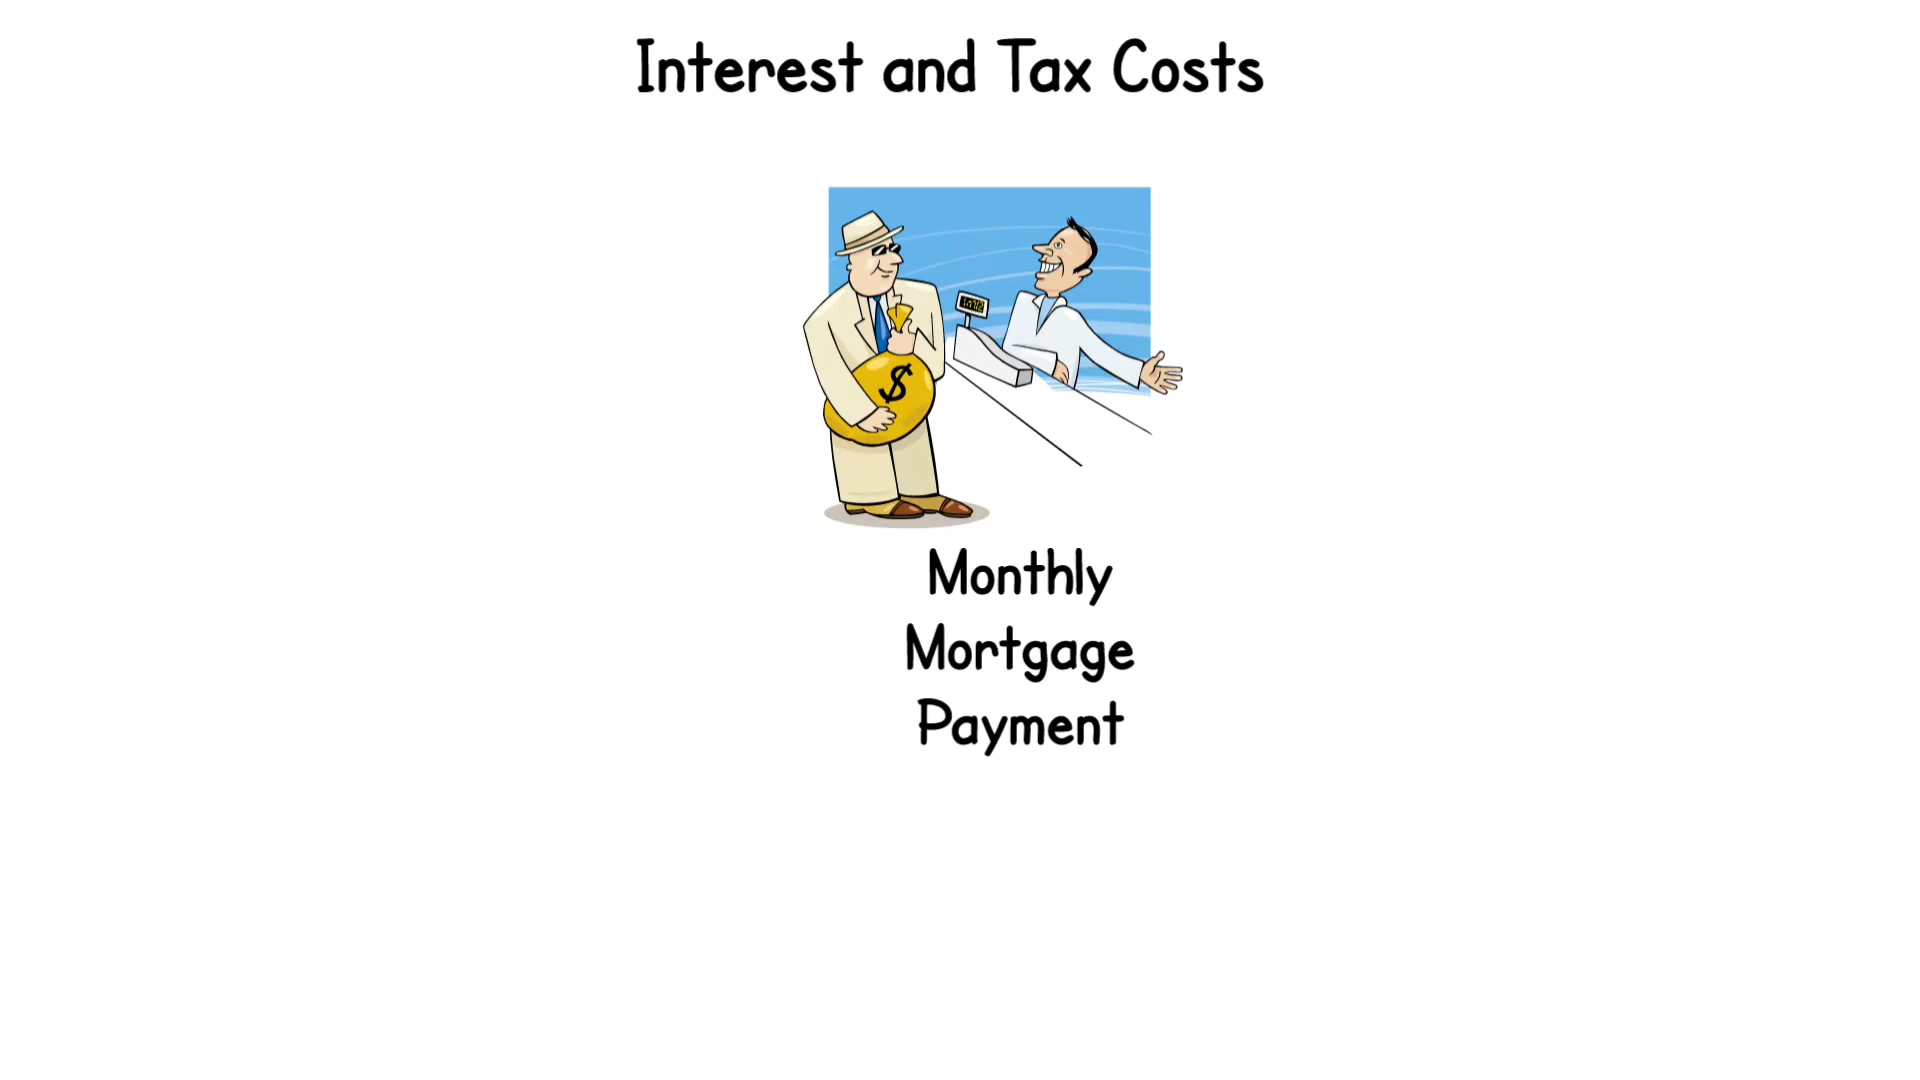 Interest and Tax Costs
$
Monthly
Mortgage
Payment